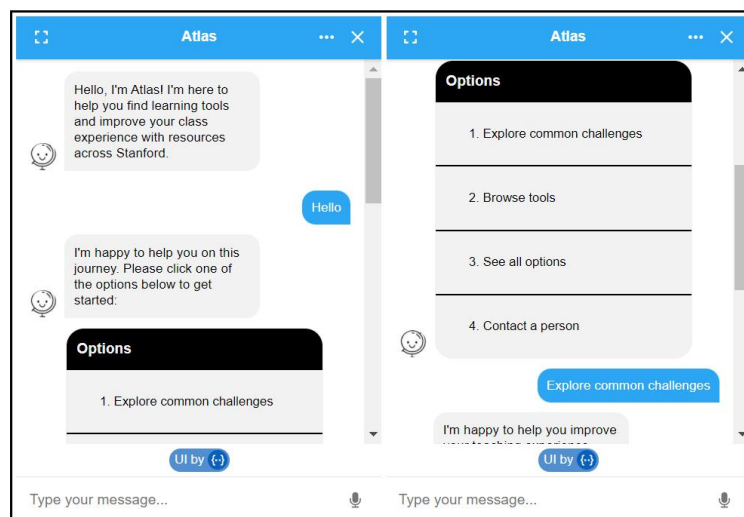 Atlas
Hello, I'm Atlas! I'm here to
help you find learning tools
and improve your class
experience with resources
across Stanford.
Hello
I'm happy to help you on this
journey. Please click one of
the options below to get
started:
Options
1. Explore common challenges
UI by {··}
Type your message...
Atlas
Options
1. Explore common challenges
2. Browse tools
3. See all options
4. Contact a person
Explore common challenges
I'm happy to help you improve
your teaching experience
UI by {··}
Type your message...